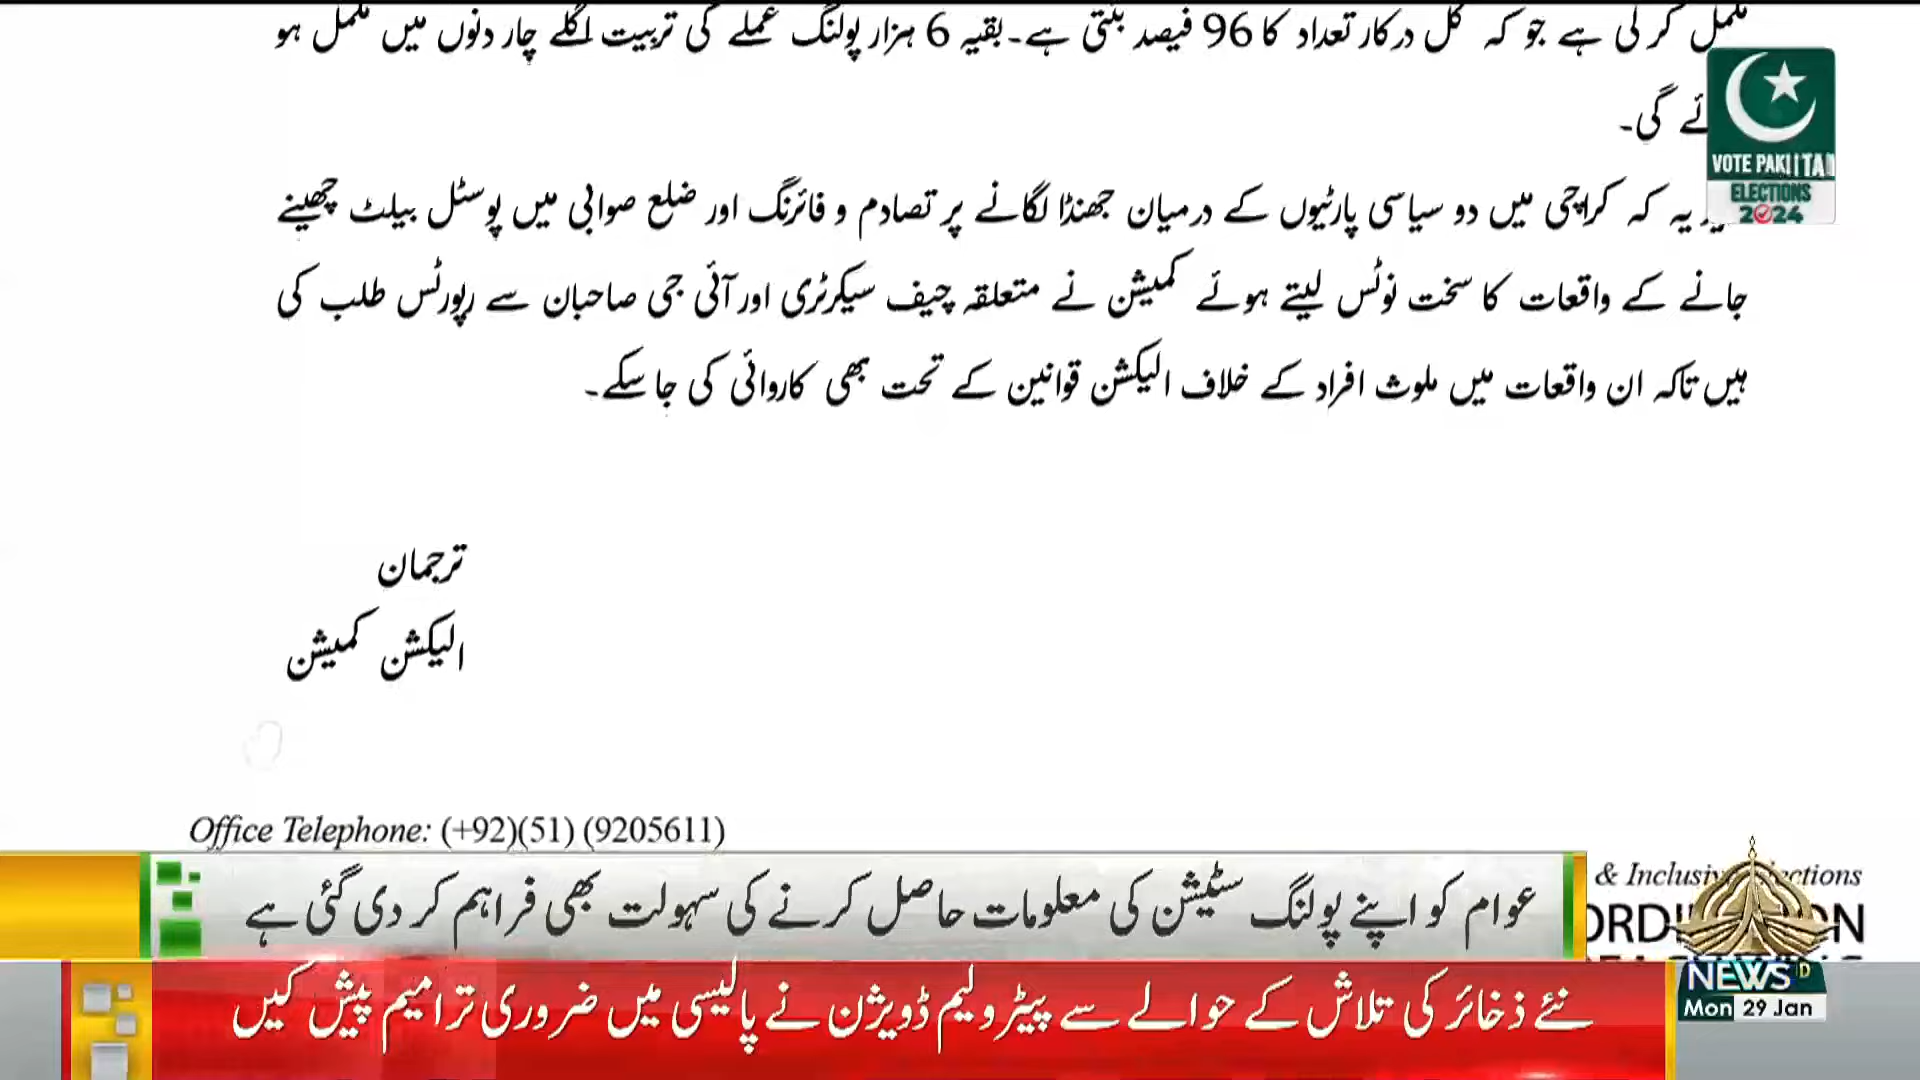 مکمل کر لی ہے جو کہ کل درکار تعداد کا 96 فیصد بنتی ہے۔ بقیہ 6 ہزار پولنگ عملے کی تربیت اگلے چار دنوں میں مکمل ہو
گی۔
یہ کہ کراچی میں دو سیاسی پارٹیوں کے درمیان جھنڈا لگانے پر تصادم و فائرنگ اور ضلع صوابی میں پوسٹل بیلٹ چھینے
جانے کے واقعات کا سخت نوٹس لیتے ہوئے کمیشن نے متعلقہ چیف سیکرٹری اور آئی جی صاحبان سے رپورٹس طلب کی
ہیں تاکہ ان واقعات میں ملوث افراد کے خلاف الیکشن قوانین کے تحت بھی کاروائی کی جا سکے۔
VOTE PAKIITAN
ELECTIONS
2024
ترجمان
الیکشن کمیشن
Office Telephone: (+92)(51) (9205611)
& Inclusive
عوام کو اپنے پولنگ سٹیشن کی معلومات حاصل کرنے کی سہولت بھی فراہم کر دی گئی ہے
نئے ذخائر کی تلاش کے حوالے سے پیٹرولیم ڈویژن نے پالیسی میں ضروری ترامیم پیش کیں
NEWS HD
Mon 29 Jan